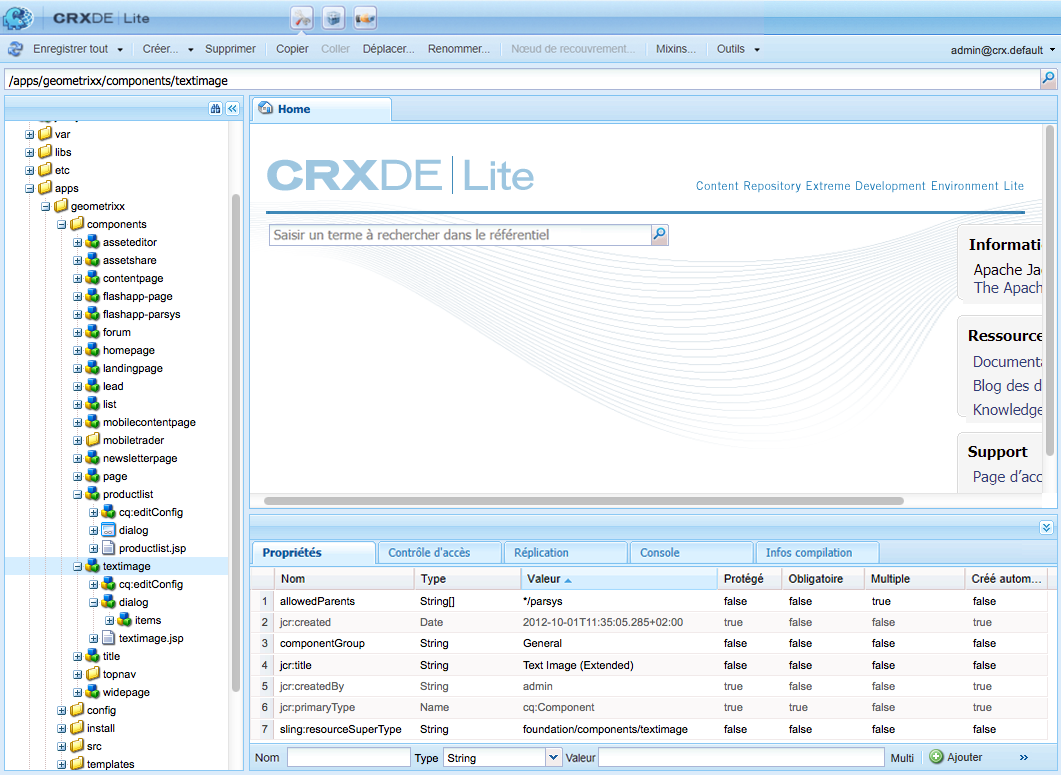 CRXDE | Lite
Enregistrer tout Créer... Supprimer Copier Coller Déplacer... Renommer... Nœud de recouvrement... Mixins... Outils admin@crx.default
/apps/geometrixx/components/textimage
var
libs
etc
apps
geometrixx
components
asseteditor
assetshare
contentpage
flashapp-page
flashapp-parsys
forum
homepage
landingpage
lead
list
mobilecontentpage
mobiletrader
newsletterpage
page
productlist
cq:editConfig
dialog
productlist.jsp
textimage
cq:editConfig
dialog
items
textimage.jsp
title
topnav
widepage
config
install
src
templates
Home
CRXDE | Lite
Content Repository Extreme Development Environment Lite
Saisir un terme à rechercher dans le référentiel
Informati
Apache Ja
The Apach
Ressource
Documenta
Blog des d
Knowledge
Support
Page d'acc
Propriétés Contrôle d'accès Réplication Console Infos compilation
Nom Type Valeur Protégé Obligatoire Multiple Créé autom...
1 allowedParents String[] */parsys false false true false
2 jcr:created Date 2012-10-01T11:35:05.285+02:00 true false false true
3 componentGroup String General false false false false
4 jcr:title String Text Image (Extended) false false false false
5 jcr:createdBy String admin true false false true
6 jcr:primaryType Name cq:Component true true false true
7 sling:resourceSuperType String foundation/components/textimage false false false false
Nom Type String Valeur Multi Ajouter »